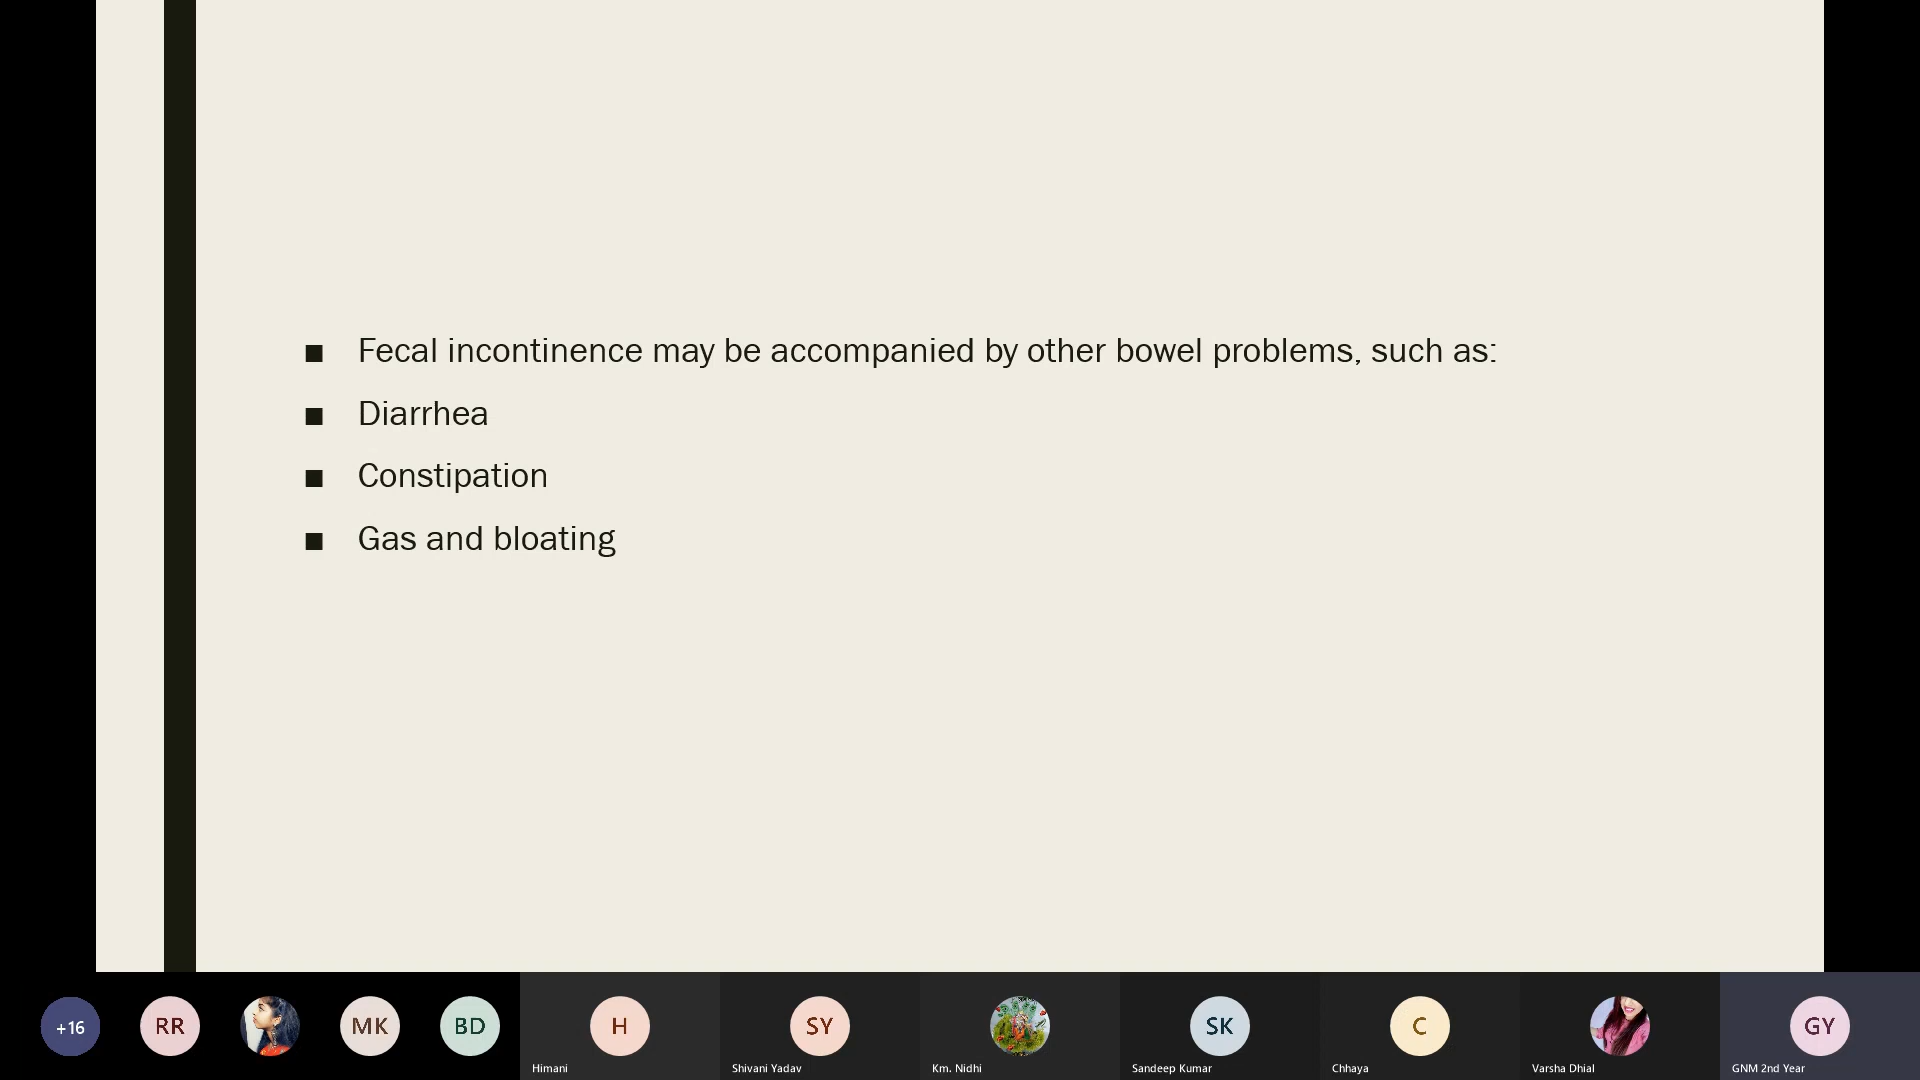 ■ Fecal incontinence may be accompanied by other bowel problems, such as:
■ Diarrhea
■ Constipation
■ Gas and bloating
+16
RR
MK
BD
H
SY
SK
C
GY
Himani
Shivani Yadav
Km. Nidhi
Sandeep Kumar
Chhaya
Varsha Dhial
GNM 2nd Year